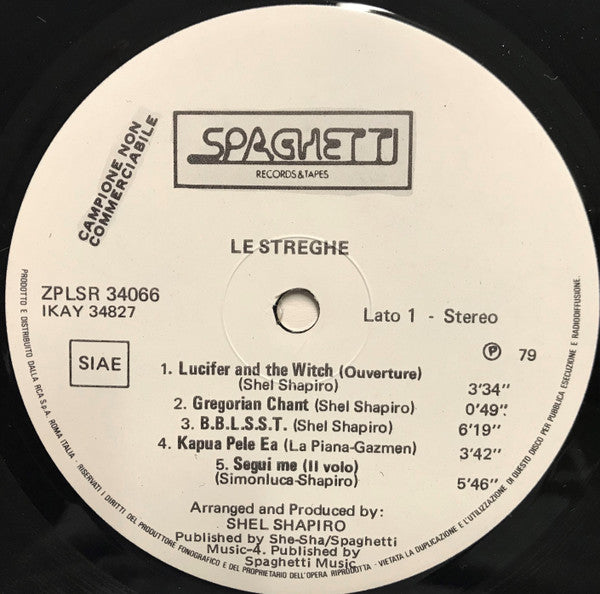 SPAGHETTI
RECORDS&TAPES
CAMPIONE NON
COMMERCIABILE
LE STREGHE
ZPLSR 34066
IKAY 34827
Lato 1 - Stereo
SIAE
Ⓟ 79
1. Lucifer and the Witch (Ouverture)
(Shel Shapiro) 3'34"
2. Gregorian Chant (Shel Shapiro) 0'49"
3. B.B.L.S.S.T. (Shel Shapiro) 6'19"
4. Kapua Pele Ea (La Piana-Gazmen) 3'42"
5. Segui me (Il volo)
(Simonluca-Shapiro) 5'46"
Arranged and Produced by:
SHEL SHAPIRO
Published by She-Sha/Spaghetti
Music-4. Published by
Spaghetti Music
PRODOTTO E DISTRIBUITO DALLA RCA S.p.A. ROMA ITALIA - RISERVATI I DIRITTI DEL PRODUTTORE FONOGRAFICO E DEL PROPRIETARIO DELL'OPERA RIPRODOTTA - VIETATA LA DUPLICAZIONE E L'UTILIZZAZIONE DI QUESTO DISCO PER PUBBLICA ESECUZIONE E RADIODIFFUSIONE.